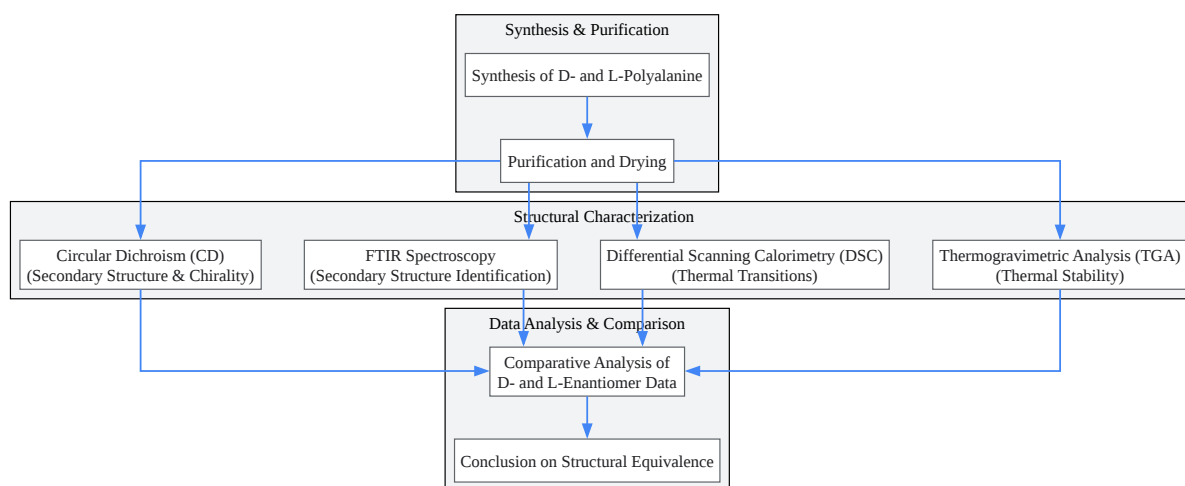 Synthesis & Purification
Synthesis of D- and L-Polyalanine
Purification and Drying
Structural Characterization
Circular Dichroism (CD)
(Secondary Structure & Chirality)
FTIR Spectroscopy
(Secondary Structure Identification)
Differential Scanning Calorimetry (DSC)
(Thermal Transitions)
Thermogravimetric Analysis (TGA)
(Thermal Stability)
Data Analysis & Comparison
Comparative Analysis of
D- and L-Enantiomer Data
Conclusion on Structural Equivalence